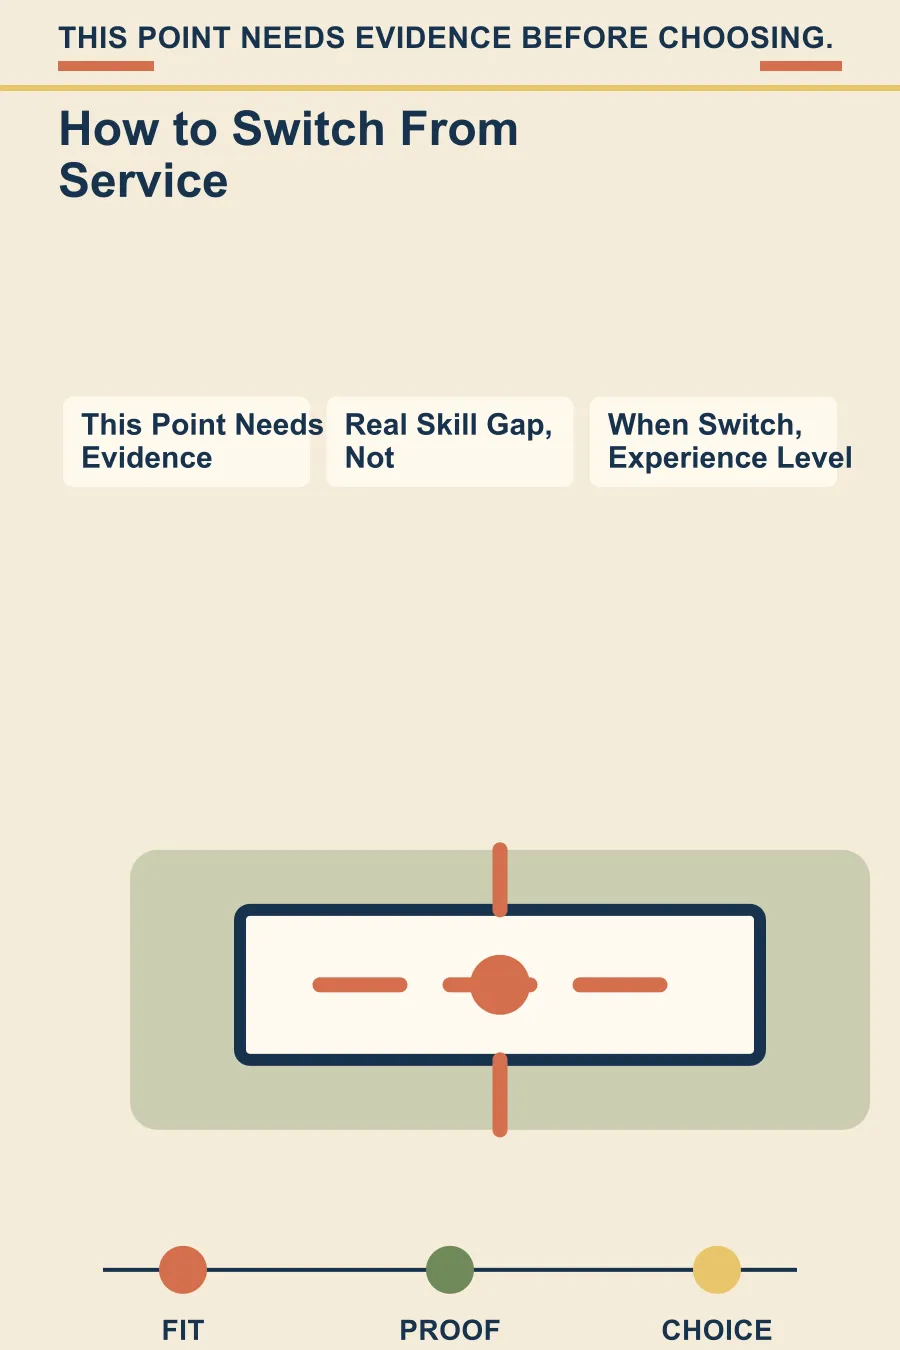 THIS POINT NEEDS EVIDENCE BEFORE CHOOSING.
How to Switch From
Service
This Point Needs
Evidence
Real Skill Gap,
Not
When Switch,
Experience Level
FIT
PROOF
CHOICE